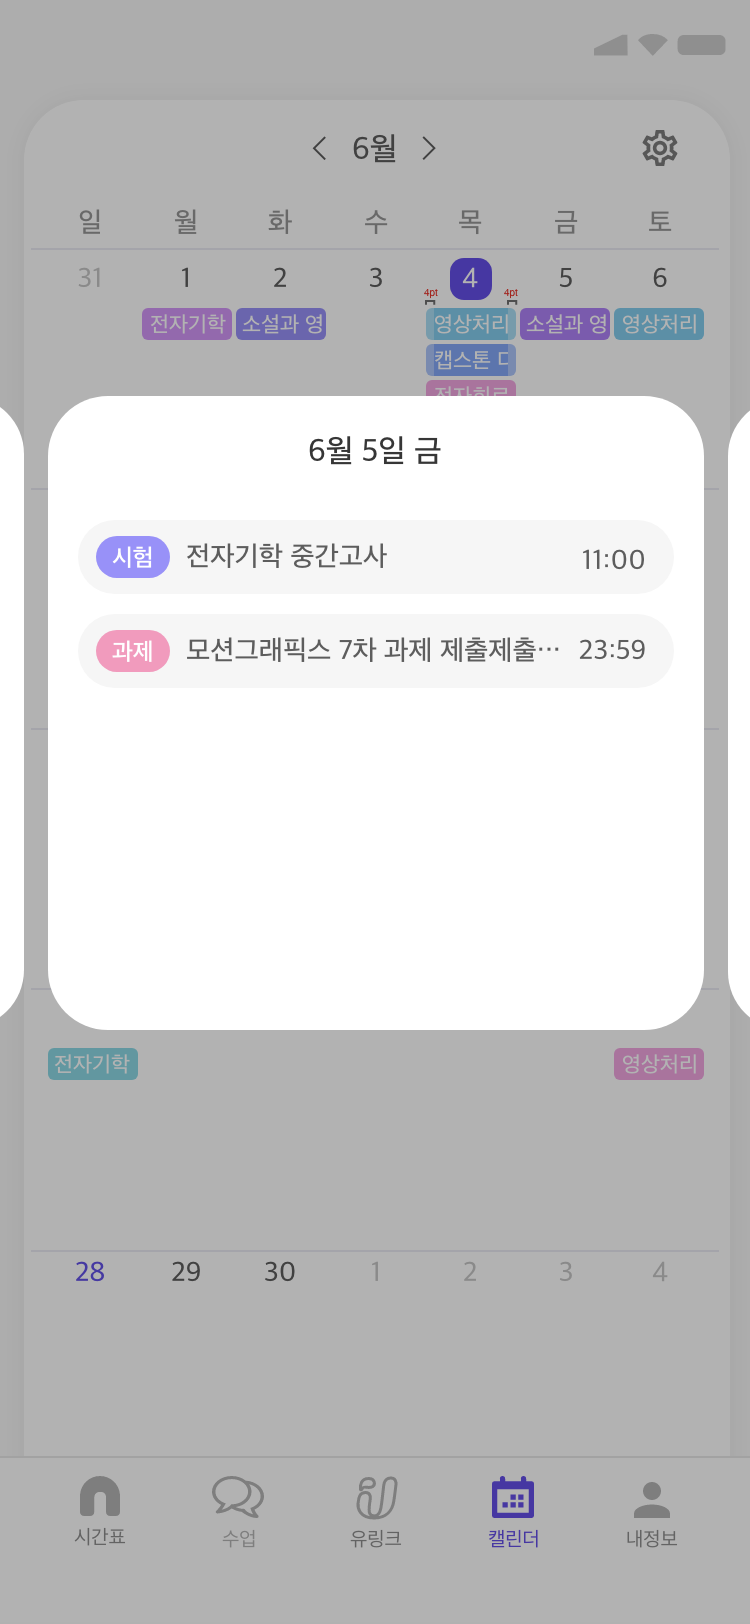 6월
일 월 화 수 목 금 토
31 1 2 3 4 5 6
4pt 4pt
전자기학 소설과 영 영상처리 소설과 영 영상처리
캡스톤
전자회로
6월 5일 금
시험 전자기학 중간고사 11:00
과제 모션그래픽스 7차 과제 제출제출⋯ 23:59
전자기학 영상처리
28 29 30 1 2 3 4
시간표 수업 유링크 캘린더 내정보